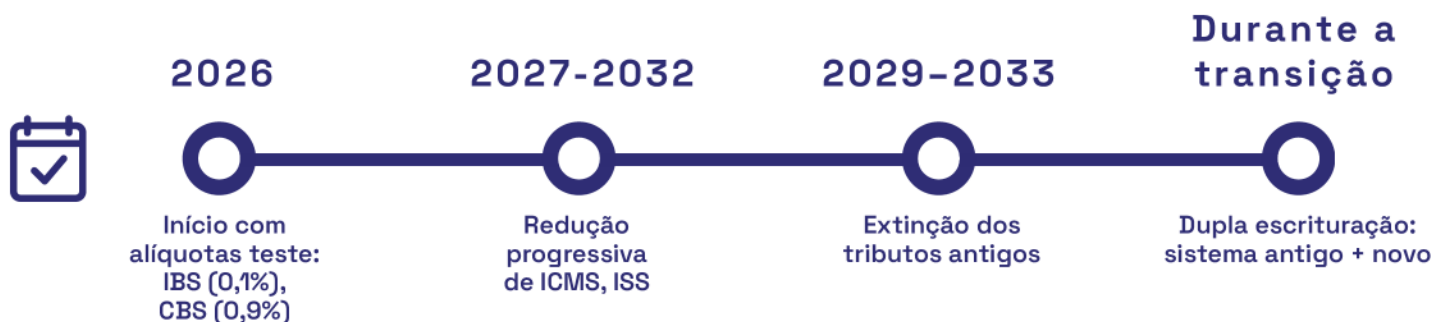 2026
Início com
alíquotas teste:
IBS (0,1%),
CBS (0,9%)
2027-2032
Redução
progressiva
de ICMS, ISS
2029–2033
Extinção dos
tributos antigos
Durante a
transição
Dupla escrituração:
sistema antigo + novo